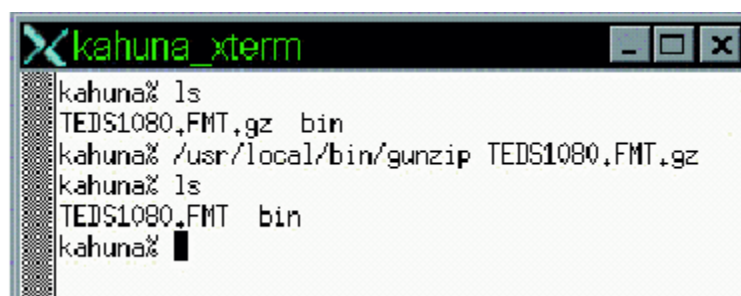 kahuna_xterm
kahuna% ls
TEDS1080.FMT.gz  bin
kahuna% /usr/local/bin/gunzip TEDS1080.FMT.gz
kahuna% ls
TEDS1080.FMT  bin
kahuna%